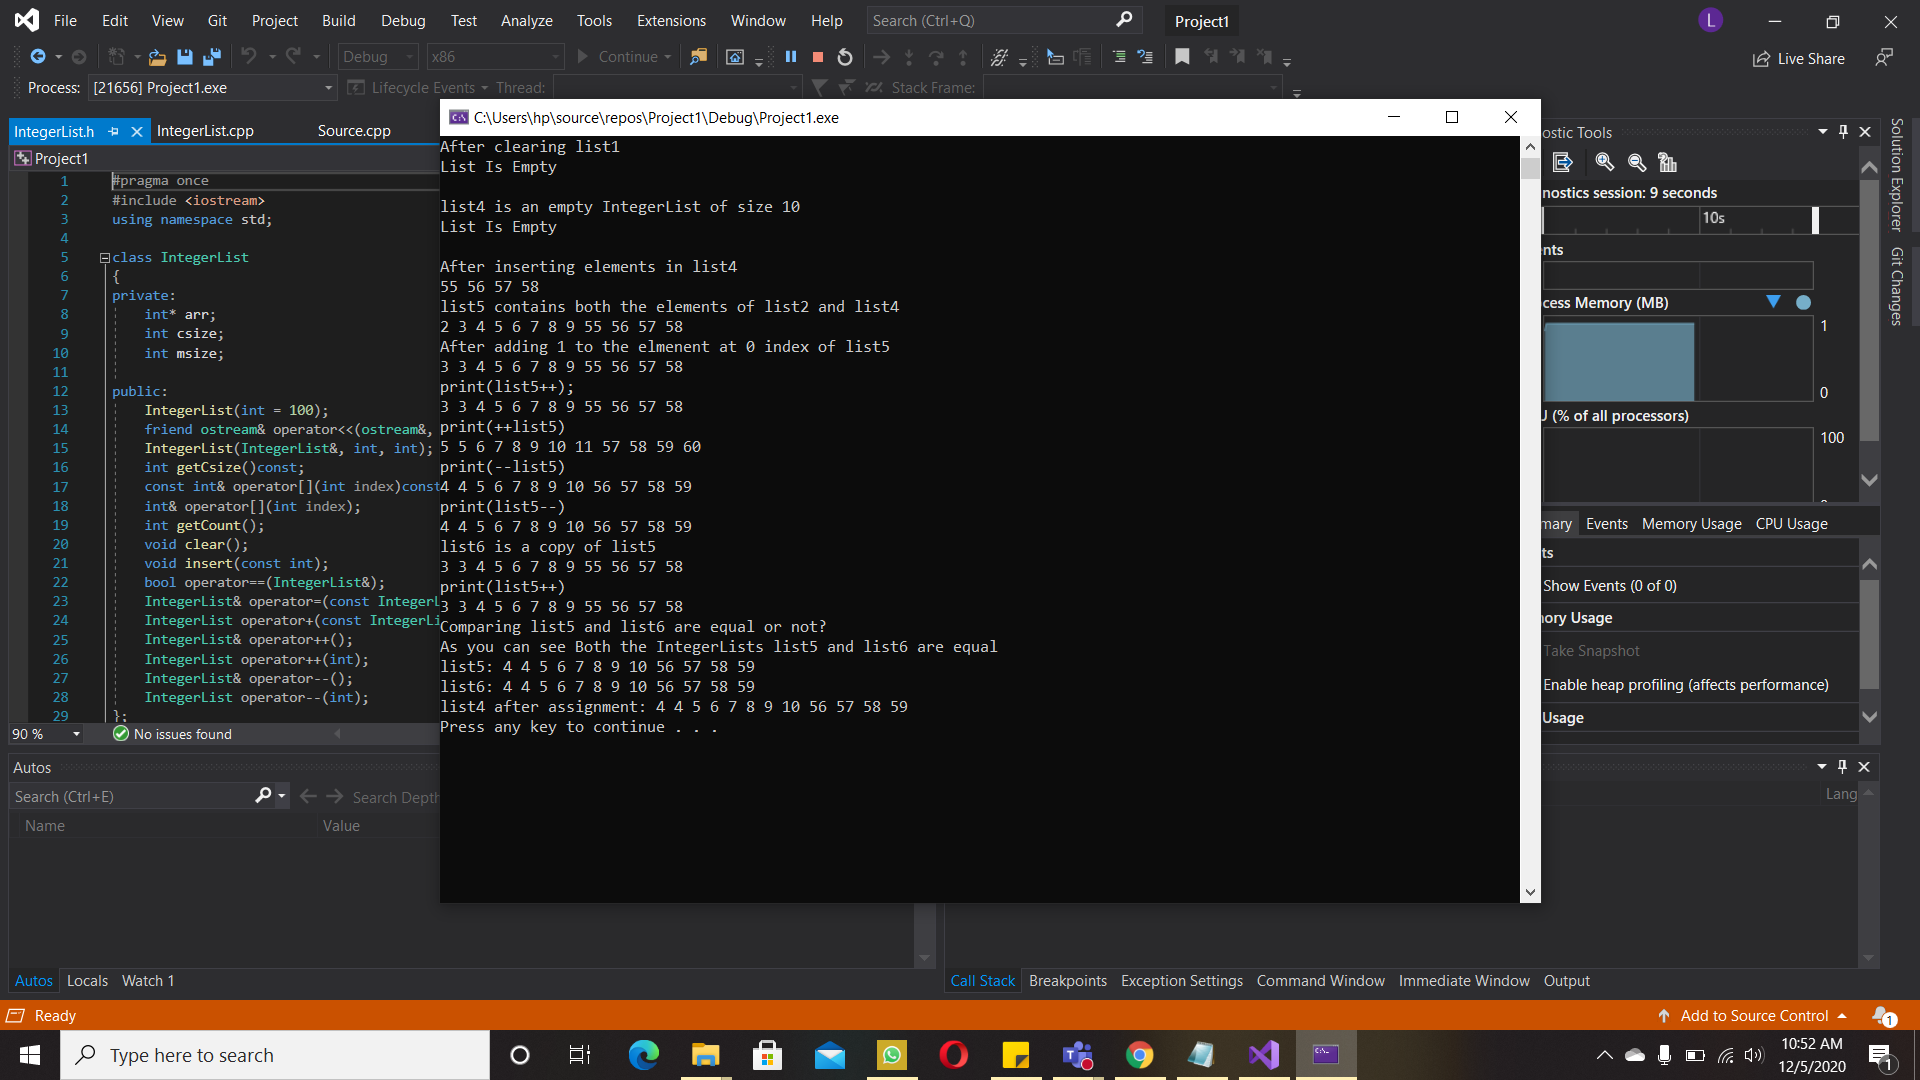 File Edit View Git Project Build Debug Test Analyze Tools Extensions Window Help Search (Ctrl+Q) Project1 L
Debug x86 Continue Live Share
Process: [21656] Project1.exe Lifecycle Events Thread: Stack Frame:
IntegerList.h IntegerList.cpp Source.cpp
Project1
1 #pragma once
2 #include <iostream>
3 using namespace std;
4
5 class IntegerList
6 {
7 private:
8 int* arr;
9 int csize;
10 int msize;
11
12 public:
13 IntegerList(int = 100);
14 friend ostream& operator<<(ostream&,
15 IntegerList(IntegerList&, int, int);
16 int getCsize()const;
17 const int& operator[](int index)const
18 int& operator[](int index);
19 int getCount();
20 void clear();
21 void insert(const int);
22 bool operator==(IntegerList&);
23 IntegerList& operator=(const IntegerL
24 IntegerList operator+(const IntegerLi
25 IntegerList& operator++();
26 IntegerList operator++(int);
27 IntegerList& operator--();
28 IntegerList operator--(int);
29 };
90 % No issues found
C:\Users\hp\source\repos\Project1\Debug\Project1.exe
After clearing list1
List Is Empty
list4 is an empty IntegerList of size 10
List Is Empty
After inserting elements in list4
55 56 57 58
list5 contains both the elements of list2 and list4
2 3 4 5 6 7 8 9 55 56 57 58
After adding 1 to the elmenent at 0 index of list5
3 3 4 5 6 7 8 9 55 56 57 58
print(list5++);
3 3 4 5 6 7 8 9 55 56 57 58
print(++list5)
5 5 6 7 8 9 10 11 57 58 59 60
print(--list5)
4 4 5 6 7 8 9 10 56 57 58 59
print(list5--)
4 4 5 6 7 8 9 10 56 57 58 59
list6 is a copy of list5
3 3 4 5 6 7 8 9 55 56 57 58
print(list5++)
3 3 4 5 6 7 8 9 55 56 57 58
Comparing list5 and list6 are equal or not?
As you can see Both the IntegerLists list5 and list6 are equal
list5: 4 4 5 6 7 8 9 10 56 57 58 59
list6: 4 4 5 6 7 8 9 10 56 57 58 59
list4 after assignment: 4 4 5 6 7 8 9 10 56 57 58 59
Press any key to continue . . .
ostic Tools
nostics session: 9 seconds
10s
nts
cess Memory (MB)
1
0
U (% of all processors)
100
mary Events Memory Usage CPU Usage
ts
Show Events (0 of 0)
ory Usage
Take Snapshot
Enable heap profiling (affects performance)
Usage
Solution Explorer
Git Changes
Autos
Search (Ctrl+E) Search Depth
Name Value
Lang
Autos Locals Watch 1
Call Stack Breakpoints Exception Settings Command Window Immediate Window Output
Ready Add to Source Control 1
Type here to search
10:52 AM
12/5/2020
1